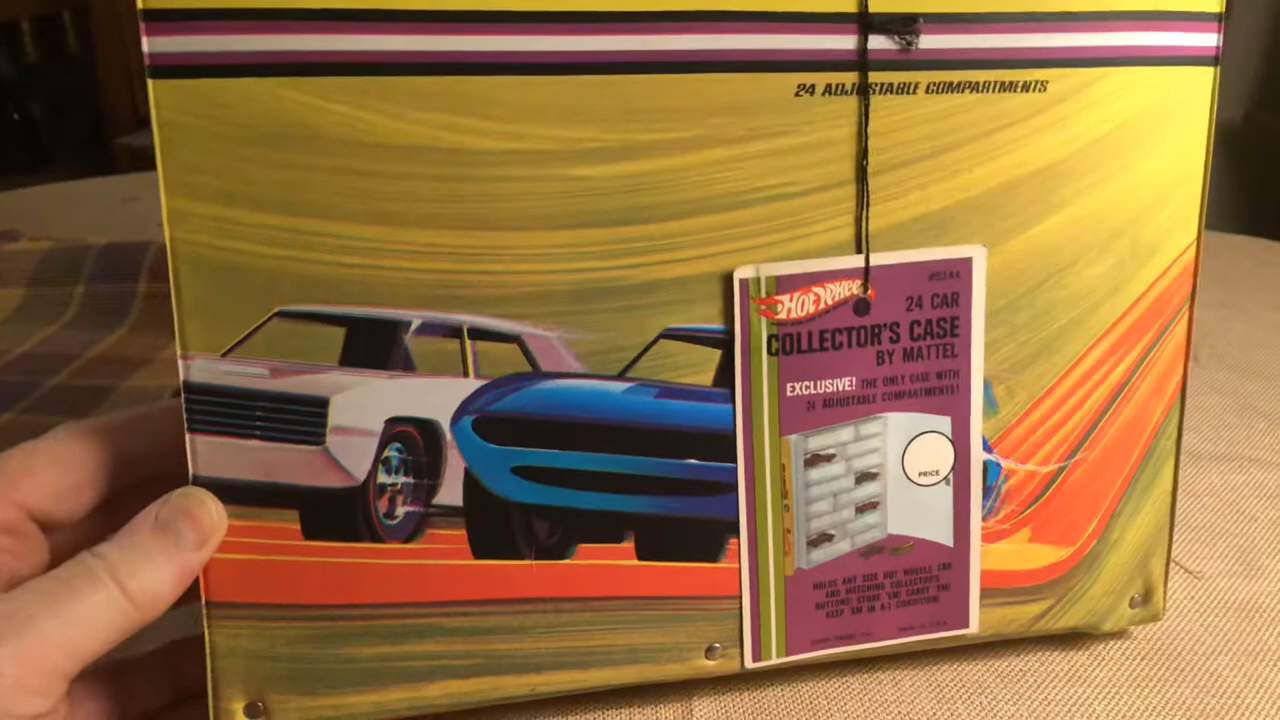 24 ADJUSTABLE COMPARTMENTS
HOT WHEELS
24 CAR
COLLECTOR'S CASE
BY MATTEL
EXCLUSIVE! THE ONLY CASE WITH
24 ADJUSTABLE COMPARTMENTS!
PRICE
HOLDS ANY SIZE HOT WHEELS CAR
AND MATCHING COLLECTOR'S
BUTTONS! STORE 'EM! CARRY 'EM!
KEEP 'EM IN A-1 CONDITION!